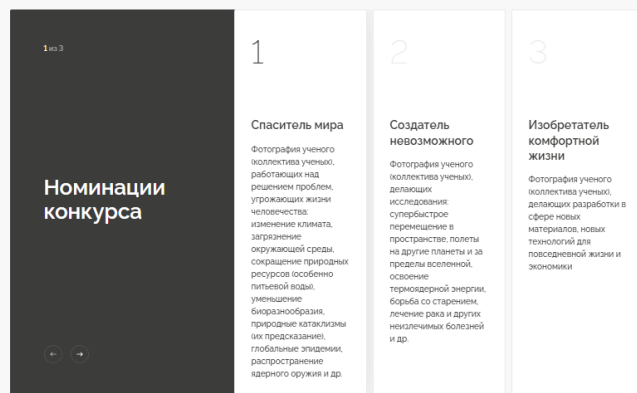 1 из 3
Номинации
конкурса
1
Спаситель мира
Фотография ученого
(коллектива ученых),
работающих над
решением проблем,
угрожающих жизни
человечества:
изменение климата,
загрязнение
окружающей среды,
сокращение природных
ресурсов (особенно
питьевой воды),
уменьшение
биоразнообразия,
природные катаклизмы
(их предсказание),
глобальные эпидемии,
распространение
ядерного оружия и др.
2
Создатель
невозможного
Фотография ученого
(коллектива ученых),
делающих
исследования:
супербыстрое
перемещение в
пространстве, полеты
на другие планеты и за
пределы вселенной,
освоение
термоядерной энергии,
борьба со старением,
лечение рака и других
неизлечимых болезней
и др.
3
Изобретатель
комфортной
жизни
Фотография ученого
(коллектива ученых),
делающих разработки в
сфере новых
материалов, новых
технологий для
повседневной жизни и
экономики